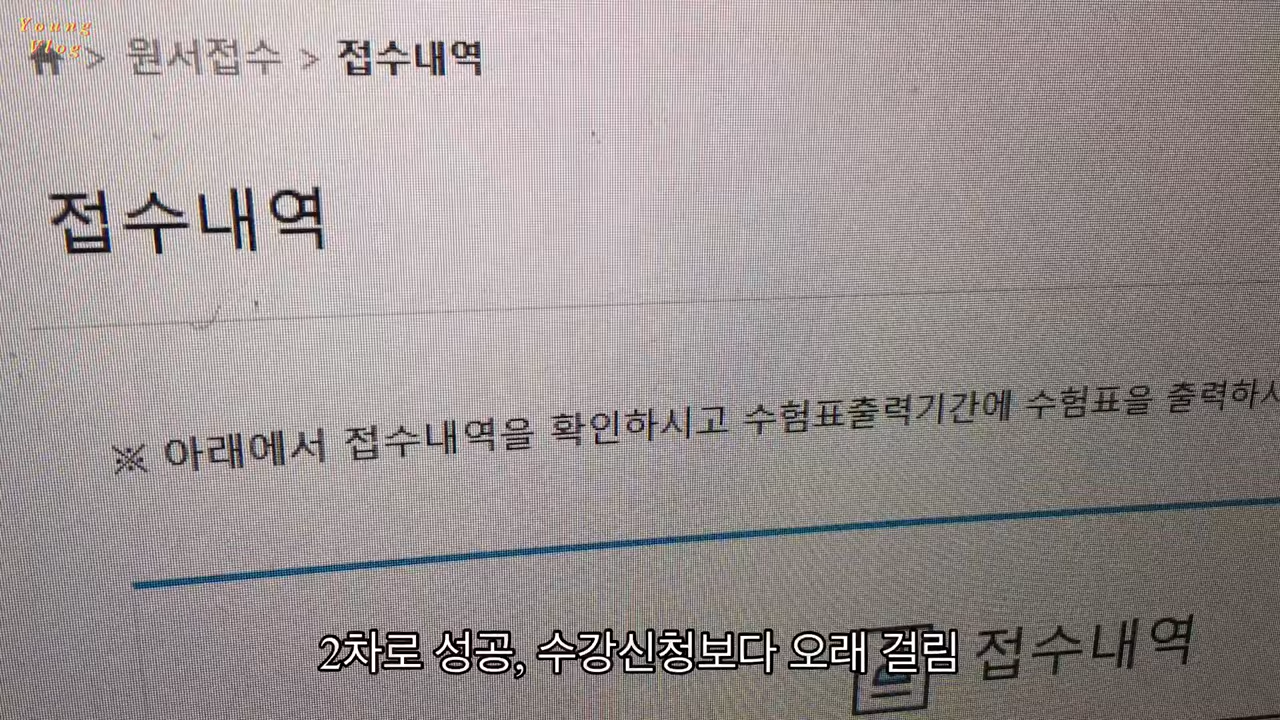 Young
Vlog
> 원서접수 > 접수내역
접수내역
※ 아래에서 접수내역을 확인하시고 수험표출력기간에 수험표을 출력하시
접수내역
2차로 성공, 수강신청보다 오래 걸림